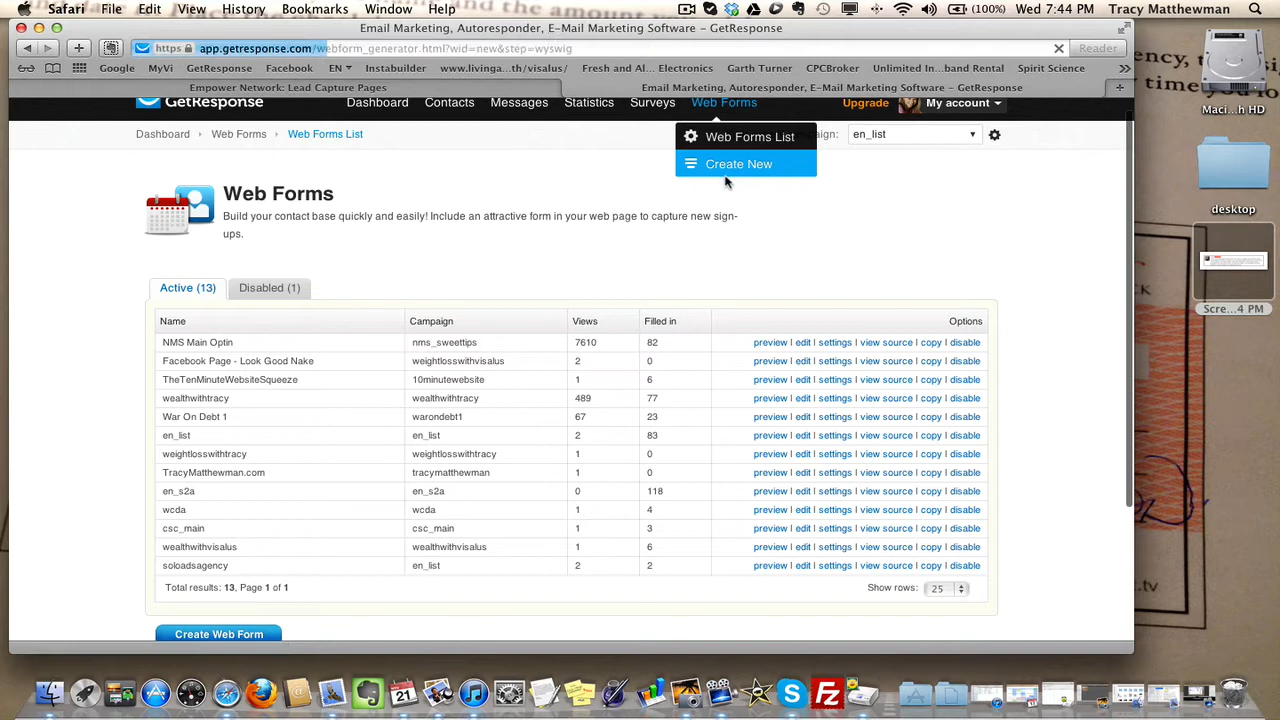 Safari File Edit View History Bookmarks Window Help (100%) Wed 7:44 PM Tracy Matthewman
Email Marketing, Autoresponder, E-Mail Marketing Software – GetResponse
https app.getresponse.com/webform_generator.html?wid=new&step=wyswig Reader
Google MyVi GetResponse Facebook EN Instabuilder www.livinga....th/visalus/ Fresh and Al... Electronics Garth Turner CPCBroker Unlimited In...band Rental Spirit Science
Empower Network: Lead Capture Pages Email Marketing, Autoresponder, E-Mail Marketing Software – GetResponse
GetResponse Dashboard Contacts Messages Statistics Surveys Web Forms Upgrade My account
Dashboard Web Forms Web Forms List Web Forms List en_list
Create New
Web Forms
Build your contact base quickly and easily! Include an attractive form in your web page to capture new sign-
ups.
Active (13) Disabled (1)
Name Campaign Views Filled in Options
NMS Main Optin nms_sweettips 7610 82 preview | edit | settings | view source | copy | disable
Facebook Page - Look Good Nake weightlosswithvisalus 2 0 preview | edit | settings | view source | copy | disable
TheTenMinuteWebsiteSqueeze 10minutewebsite 1 6 preview | edit | settings | view source | copy | disable
wealthwithtracy wealthwithtracy 489 77 preview | edit | settings | view source | copy | disable
War On Debt 1 warondebt1 67 23 preview | edit | settings | view source | copy | disable
en_list en_list 2 83 preview | edit | settings | view source | copy | disable
weightlosswithtracy weightlosswithtracy 1 0 preview | edit | settings | view source | copy | disable
TracyMatthewman.com tracymatthewman 1 0 preview | edit | settings | view source | copy | disable
en_s2a en_s2a 0 118 preview | edit | settings | view source | copy | disable
wcda wcda 1 4 preview | edit | settings | view source | copy | disable
csc_main csc_main 1 3 preview | edit | settings | view source | copy | disable
wealthwithvisalus wealthwithvisalus 1 6 preview | edit | settings | view source | copy | disable
soloadsagency en_list 2 2 preview | edit | settings | view source | copy | disable
Total results: 13, Page 1 of 1 Show rows: 25
Create Web Form
Maci...h HD
desktop
Scre...4 PM